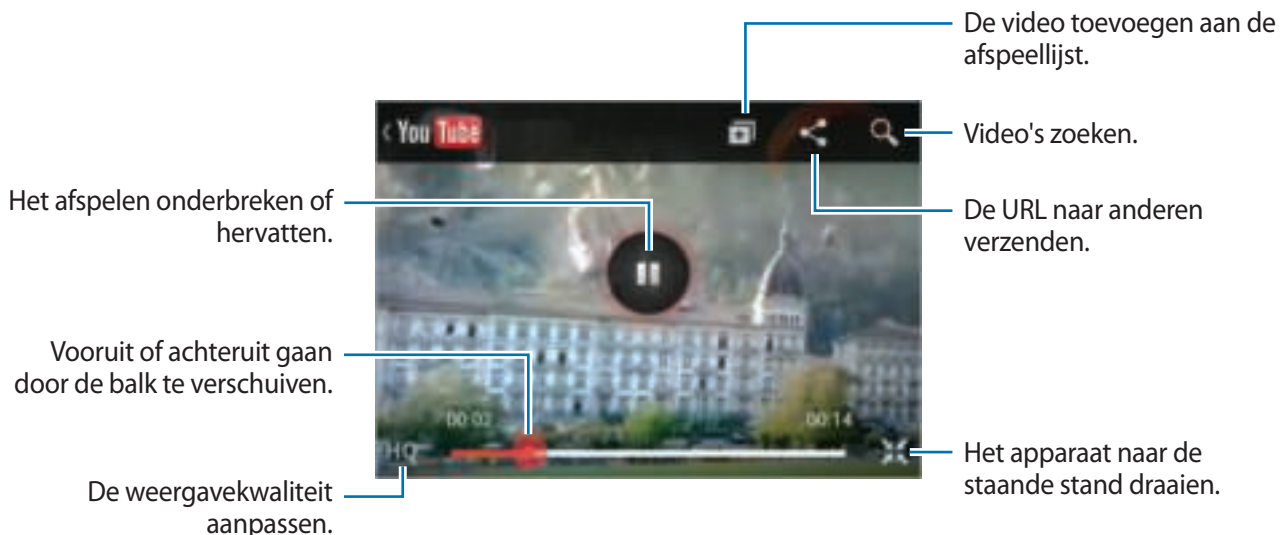 De video toevoegen aan de
afspeellijst.
You Tube
Video's zoeken.
Het afspelen onderbreken of
hervatten.
De URL naar anderen
verzenden.
Vooruit of achteruit gaan
door de balk te verschuiven.
00:02
00:14
HQ
Het apparaat naar de
staande stand draaien.
De weergavekwaliteit
aanpassen.